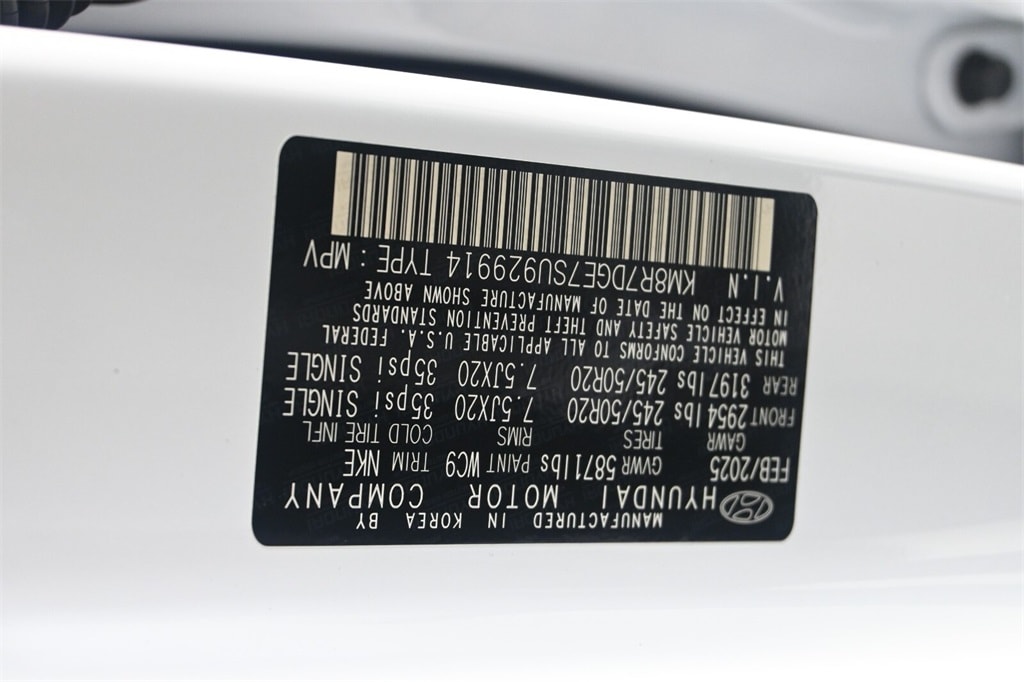 MANUFACTURED IN KOREA BY
HYUNDAI MOTOR COMPANY
FEB/2025 GVWR 5871lbs PAINT WC9 TRIM NKE
GAWR TIRES RIMS COLD TIRE INFL
FRONT 2954 lbs 245/50R20 7.5JX20 35psi SINGLE
REAR 3197 lbs 245/50R20 7.5JX20 35psi SINGLE
THIS VEHICLE CONFORMS TO ALL APPLICABLE U.S.A. FEDERAL
MOTOR VEHICLE SAFETY AND THEFT PREVENTION STANDARDS
IN EFFECT ON THE DATE OF MANUFACTURE SHOWN ABOVE
V.I.N KM8R7DGE7SU929914 TYPE : MPV